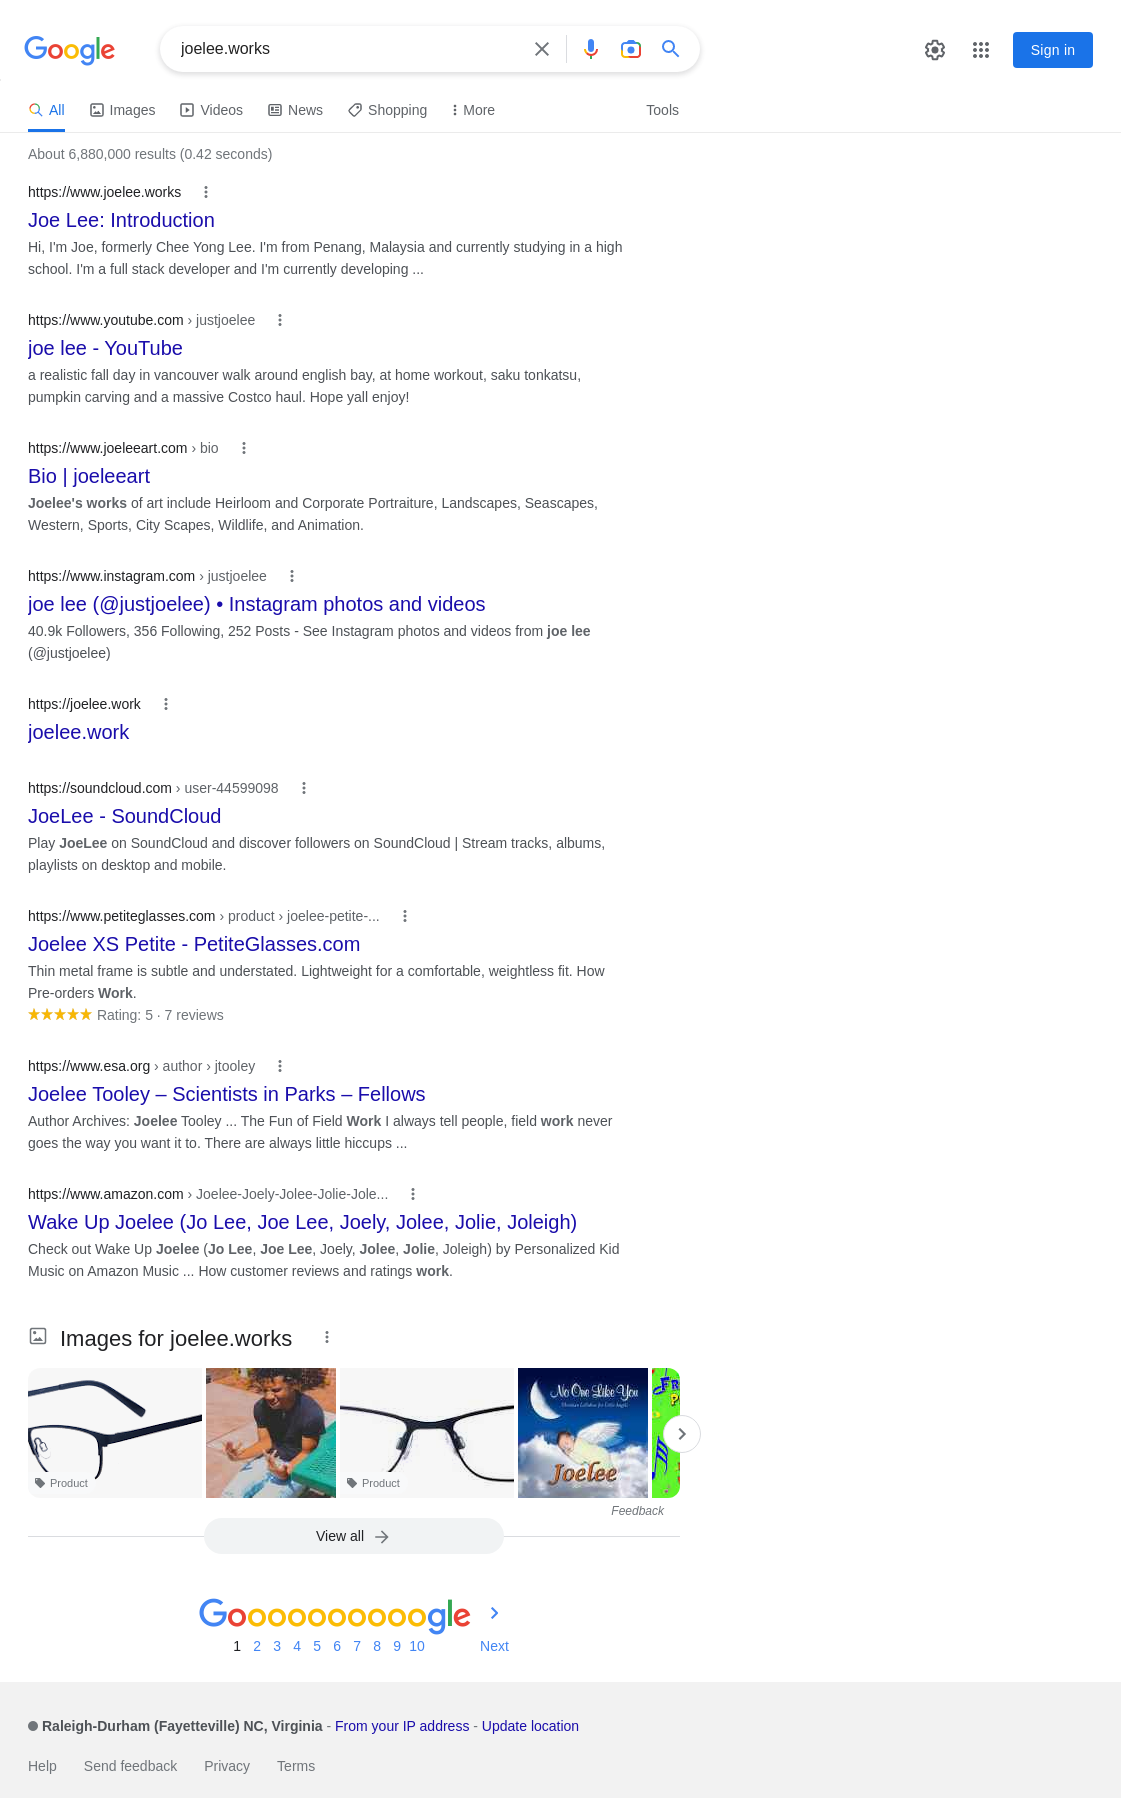 Google
joelee.works
Sign in
All
Images
Videos
News
Shopping
More
Tools
About 6,880,000 results (0.42 seconds)
https://www.joelee.works
Joe Lee: Introduction
Hi, I'm Joe, formerly Chee Yong Lee. I'm from Penang, Malaysia and currently studying in a high
school. I'm a full stack developer and I'm currently developing ...
https://www.youtube.com › justjoelee
joe lee - YouTube
a realistic fall day in vancouver walk around english bay, at home workout, saku tonkatsu,
pumpkin carving and a massive Costco haul. Hope yall enjoy!
https://www.joeleeart.com › bio
Bio | joeleeart
Joelee's works of art include Heirloom and Corporate Portraiture, Landscapes, Seascapes,
Western, Sports, City Scapes, Wildlife, and Animation.
https://www.instagram.com › justjoelee
joe lee (@justjoelee) • Instagram photos and videos
40.9k Followers, 356 Following, 252 Posts - See Instagram photos and videos from joe lee
(@justjoelee)
https://joelee.work
joelee.work
https://soundcloud.com › user-44599098
JoeLee - SoundCloud
Play JoeLee on SoundCloud and discover followers on SoundCloud | Stream tracks, albums,
playlists on desktop and mobile.
https://www.petiteglasses.com › product › joelee-petite-...
Joelee XS Petite - PetiteGlasses.com
Thin metal frame is subtle and understated. Lightweight for a comfortable, weightless fit. How
Pre-orders Work.
Rating: 5 · 7 reviews
https://www.esa.org › author › jtooley
Joelee Tooley – Scientists in Parks – Fellows
Author Archives: Joelee Tooley ... The Fun of Field Work I always tell people, field work never
goes the way you want it to. There are always little hiccups ...
https://www.amazon.com › Joelee-Joely-Jolee-Jolie-Jole...
Wake Up Joelee (Jo Lee, Joe Lee, Joely, Jolee, Jolie, Joleigh)
Check out Wake Up Joelee (Jo Lee, Joe Lee, Joely, Jolee, Jolie, Joleigh) by Personalized Kid
Music on Amazon Music ... How customer reviews and ratings work.
Images for joelee.works
No One Like You
Joelee
Product
Product
Feedback
View all
Goooooooooogle
1 2 3 4 5 6 7 8 9 10 Next
Raleigh-Durham (Fayetteville) NC, Virginia - From your IP address - Update location
Help
Send feedback
Privacy
Terms